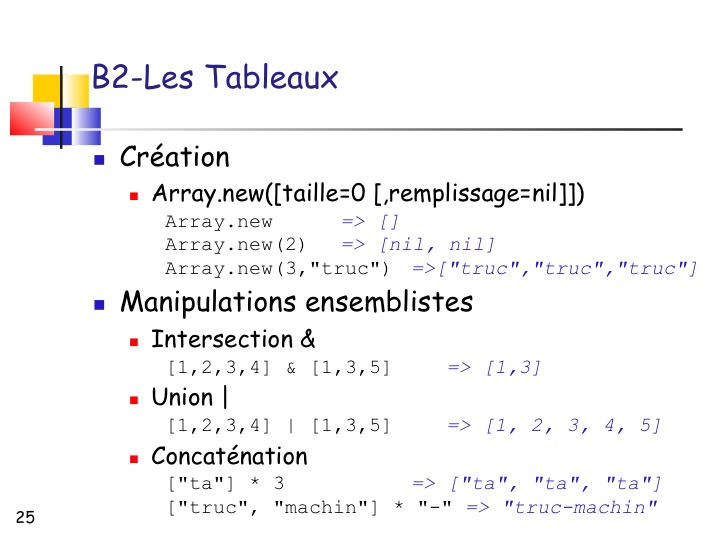 B2-Les Tableaux
Création
Array.new([taille=0 [,remplissage=nil]])
Array.new => []
Array.new(2) => [nil, nil]
Array.new(3,"truc") =>["truc","truc","truc"]
Manipulations ensemblistes
Intersection &
[1,2,3,4] & [1,3,5] => [1,3]
Union |
[1,2,3,4] | [1,3,5] => [1, 2, 3, 4, 5]
Concaténation
["ta"] * 3 => ["ta", "ta", "ta"]
["truc", "machin"] * "-" => "truc-machin"
25